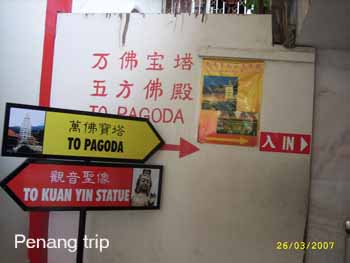 万佛宝塔
五方佛殿
TO PAGODA
入 IN
萬佛寶塔
TO PAGODA
觀音聖像
TO KUAN YIN STATUE
Penang trip
26/03/2007